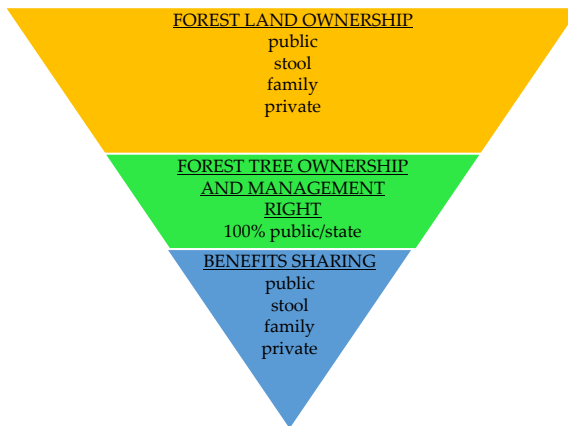 FOREST LAND OWNERSHIP
public
stool
family
private
FOREST TREE OWNERSHIP
AND MANAGEMENT
RIGHT
100% public/state
BENEFITS SHARING
public
stool
family
private